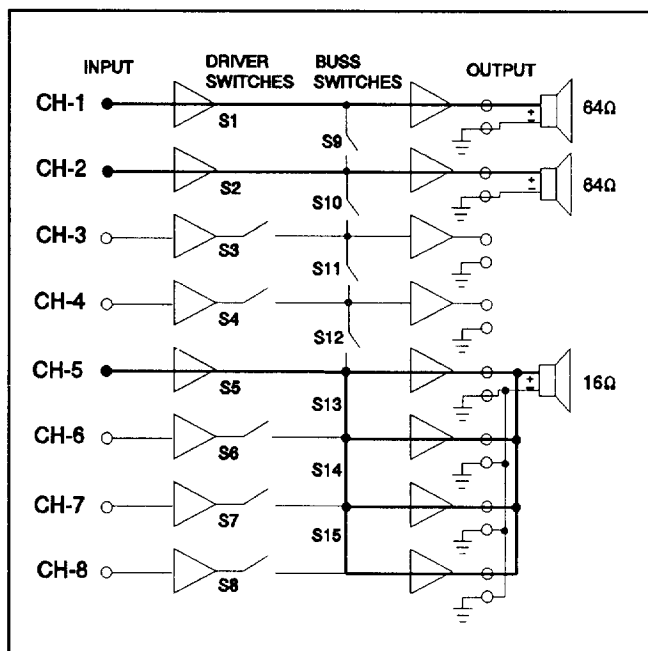 INPUT
DRIVER SWITCHES
BUSS SWITCHES
OUTPUT
CH-1
S1
S9
+
−
64Ω
CH-2
S2
S10
+
−
64Ω
CH-3
S3
S11
CH-4
S4
S12
CH-5
S5
S13
+
−
16Ω
CH-6
S6
S14
CH-7
S7
S15
CH-8
S8